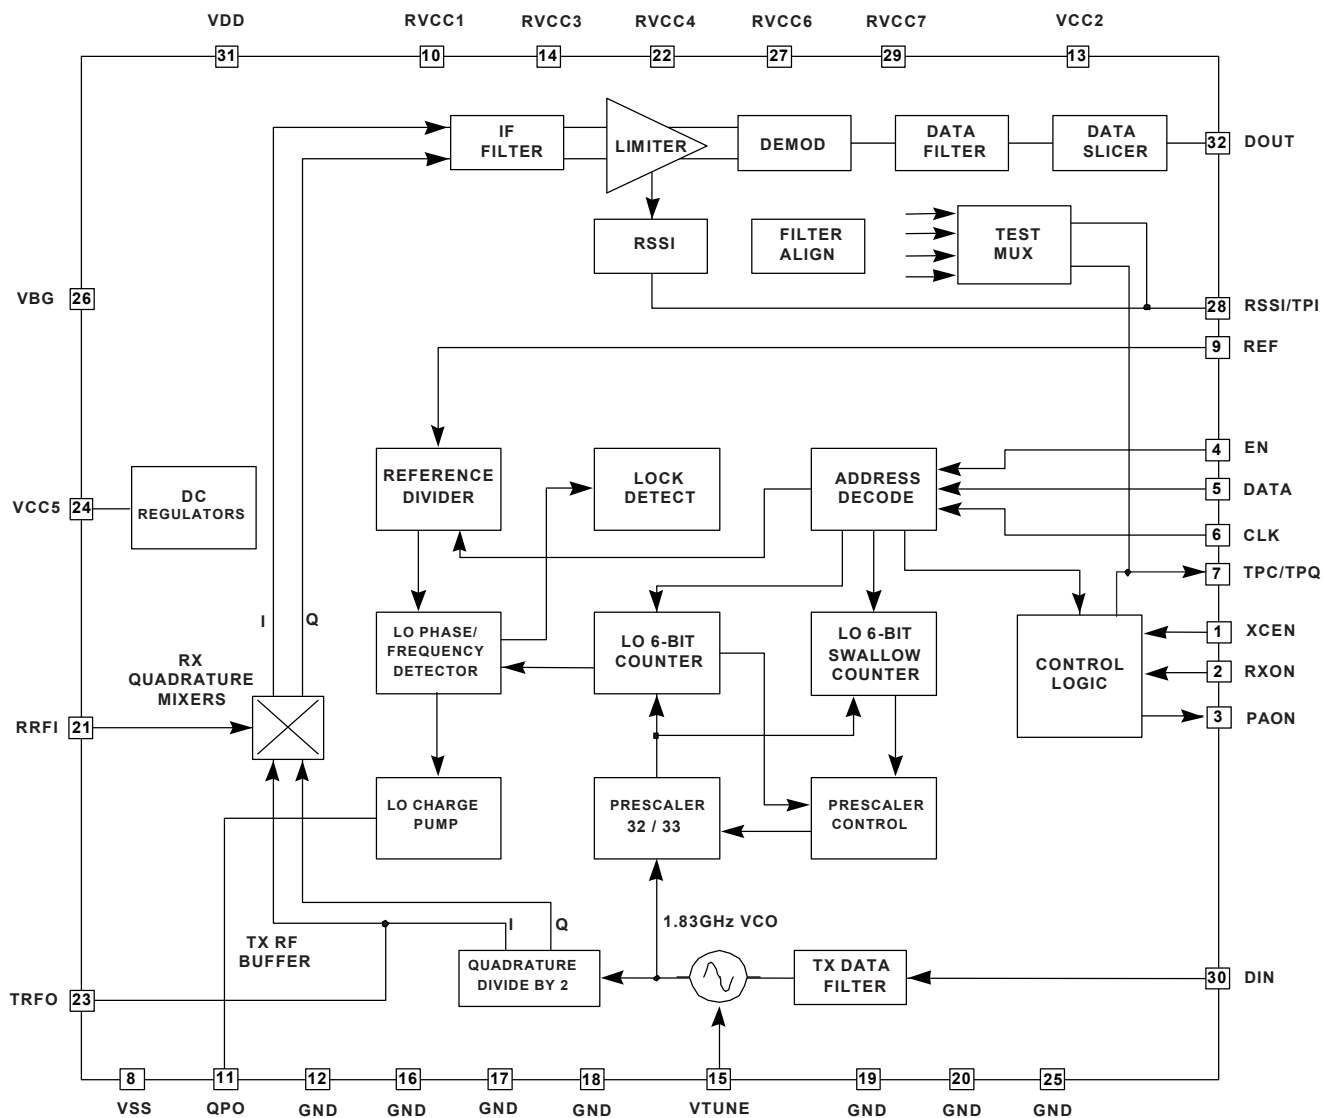 VDD
RVCC1
RVCC3
RVCC4
RVCC6
RVCC7
VCC2
31
10
14
22
27
29
13
IF
FILTER
LIMITER
DEMOD
DATA
FILTER
DATA
SLICER
32
DOUT
RSSI
FILTER
ALIGN
TEST
MUX
VBG
26
28
RSSI/TPI
9
REF
4
EN
REFERENCE
DIVIDER
LOCK
DETECT
ADDRESS
DECODE
5
DATA
VCC5
24
DC
REGULATORS
6
CLK
7
TPC/TPQ
I
Q
LO PHASE/
FREQUENCY
DETECTOR
LO 6-BIT
COUNTER
LO 6-BIT
SWALLOW
COUNTER
CONTROL
LOGIC
1
XCEN
2
RXON
3
PAON
RX
QUADRATURE
MIXERS
RRFI
21
LO CHARGE
PUMP
PRESCALER
32 / 33
PRESCALER
CONTROL
I
Q
1.83GHz VCO
TX RF
BUFFER
QUADRATURE
DIVIDE BY 2
TX DATA
FILTER
30
DIN
TRFO
23
8
11
12
16
17
18
15
19
20
25
VSS
QPO
GND
GND
GND
GND
VTUNE
GND
GND
GND